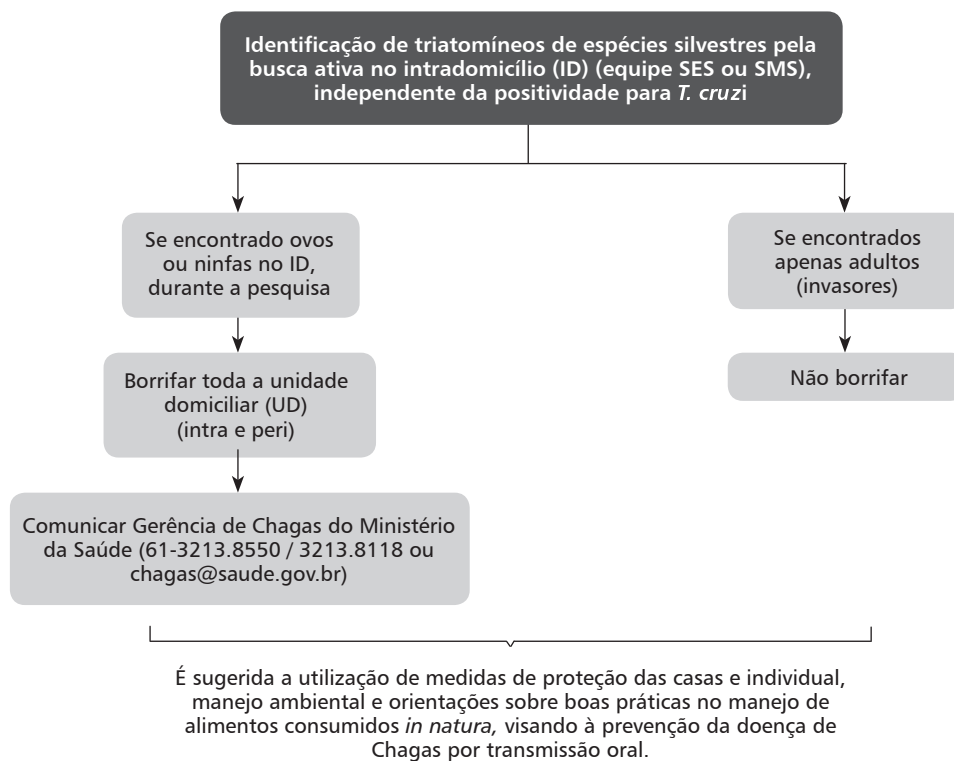 Identificação de triatomíneos de espécies silvestres pela
busca ativa no intradomicílio (ID) (equipe SES ou SMS),
independente da positividade para T. cruzi
Se encontrado ovos
ou ninfas no ID,
durante a pesquisa
Borrifar toda a unidade
domiciliar (UD)
(intra e peri)
Comunicar Gerência de Chagas do Ministério
da Saúde (61-3213.8550 / 3213.8118 ou
chagas@saude.gov.br)
Se encontrados
apenas adultos
(invasores)
Não borrifar
É sugerida a utilização de medidas de proteção das casas e individual,
manejo ambiental e orientações sobre boas práticas no manejo de
alimentos consumidos in natura, visando à prevenção da doença de
Chagas por transmissão oral.